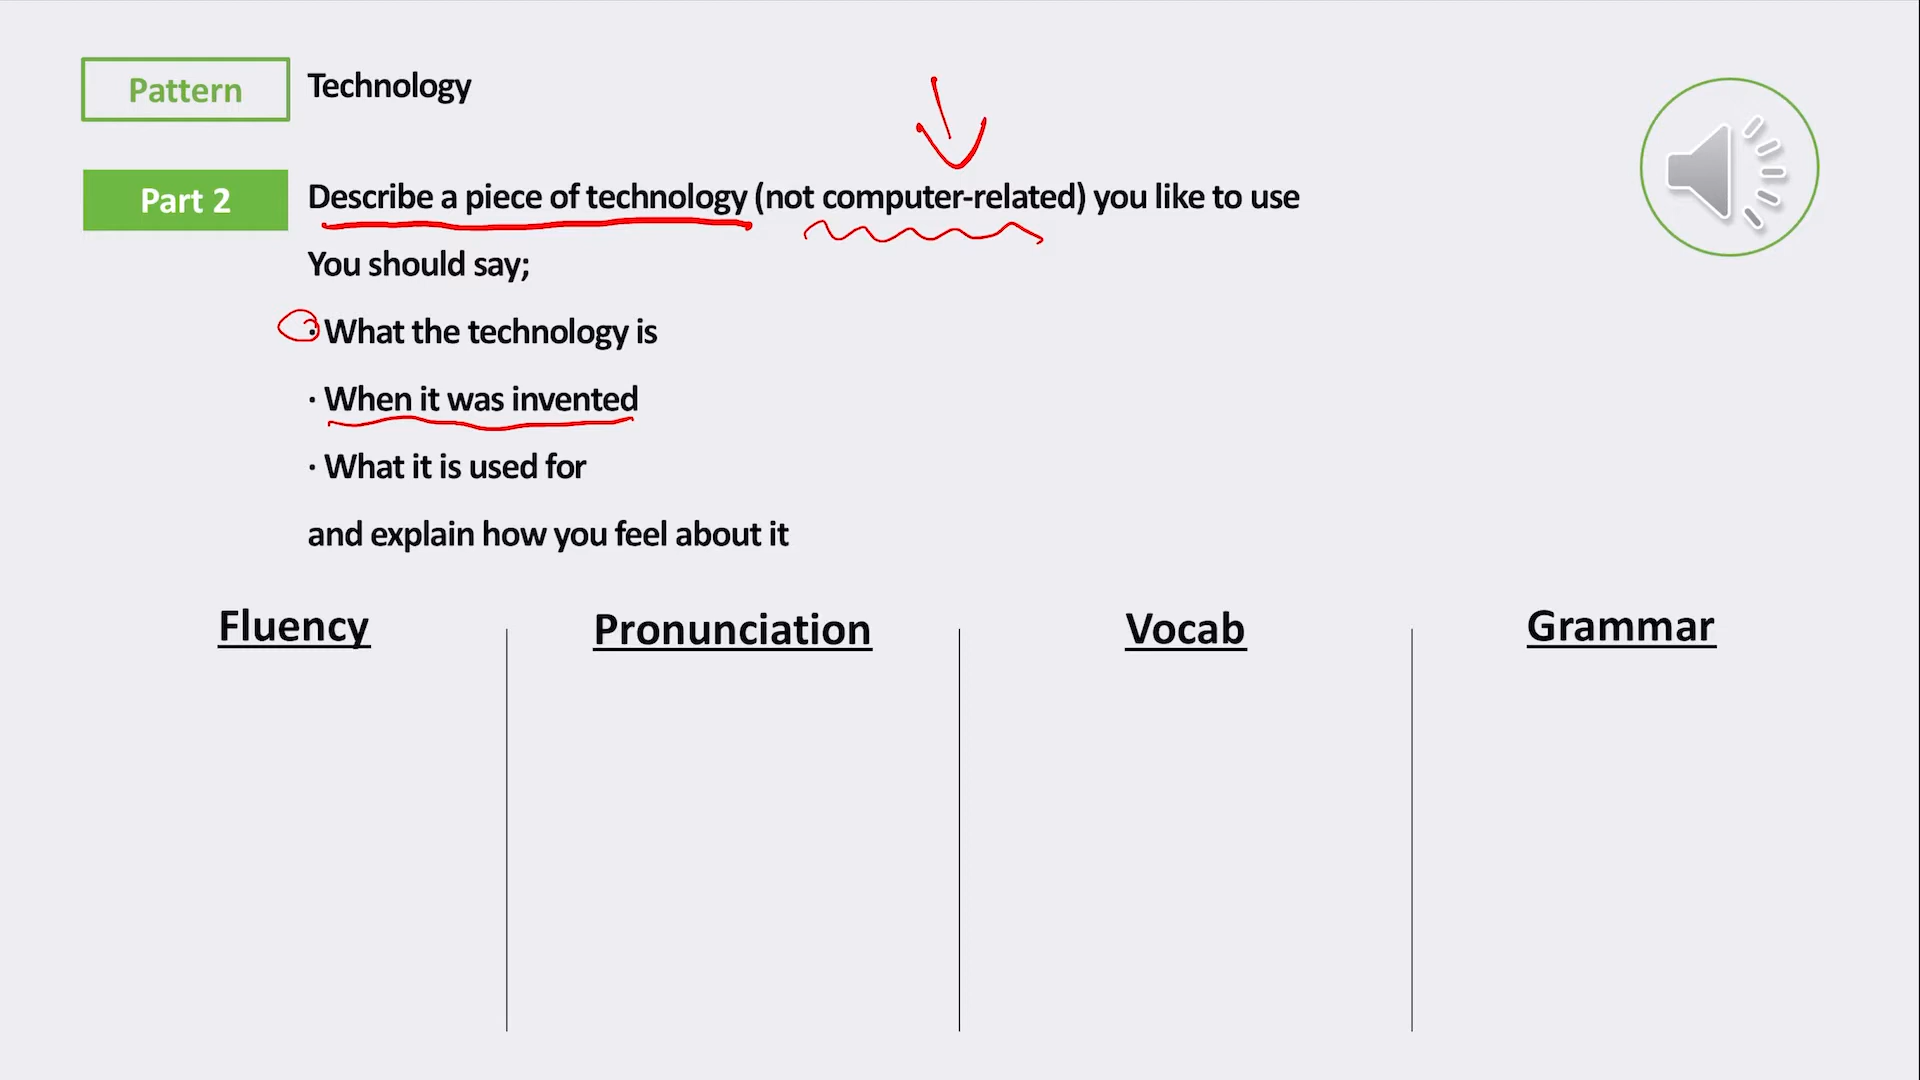 Pattern Technology
Part 2 Describe a piece of technology (not computer-related) you like to use
You should say;
· What the technology is
· When it was invented
· What it is used for
and explain how you feel about it
Fluency Pronunciation Vocab Grammar